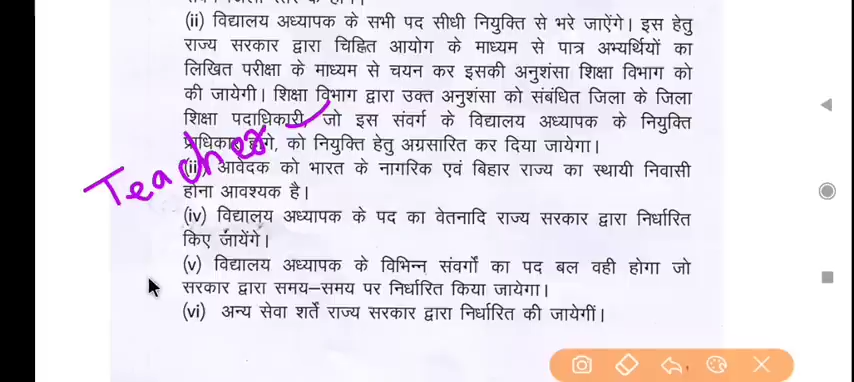 (ii) विद्यालय अध्यापक के सभी पद सीधी नियुक्ति से भरे जाऐंगे। इस हेतु
राज्य सरकार द्वारा चिह्नित आयोग के माध्यम से पात्र अभ्यर्थियों का
लिखित परीक्षा के माध्यम से चयन कर इसकी अनुशंसा शिक्षा विभाग को
की जायेगी। शिक्षा विभाग द्वारा उक्त अनुशंसा को संबंधित जिला के जिला
शिक्षा पदाधिकारी, जो इस संवर्ग के विद्यालय अध्यापक के नियुक्ति
प्राधिकार होंगे, को नियुक्ति हेतु अग्रसारित कर दिया जायेगा।
Teacher
आवेदक को भारत के नागरिक एवं बिहार राज्य का स्थायी निवासी
होना आवश्यक है।
(iv) विद्यालय अध्यापक के पद का वेतनादि राज्य सरकार द्वारा निर्धारित
किए जायेंगे।
(v) विद्यालय अध्यापक के विभिन्न संवर्गों का पद बल वही होगा जो
सरकार द्वारा समय–समय पर निर्धारित किया जायेगा।
(vi) अन्य सेवा शर्तें राज्य सरकार द्वारा निर्धारित की जायेगीं।